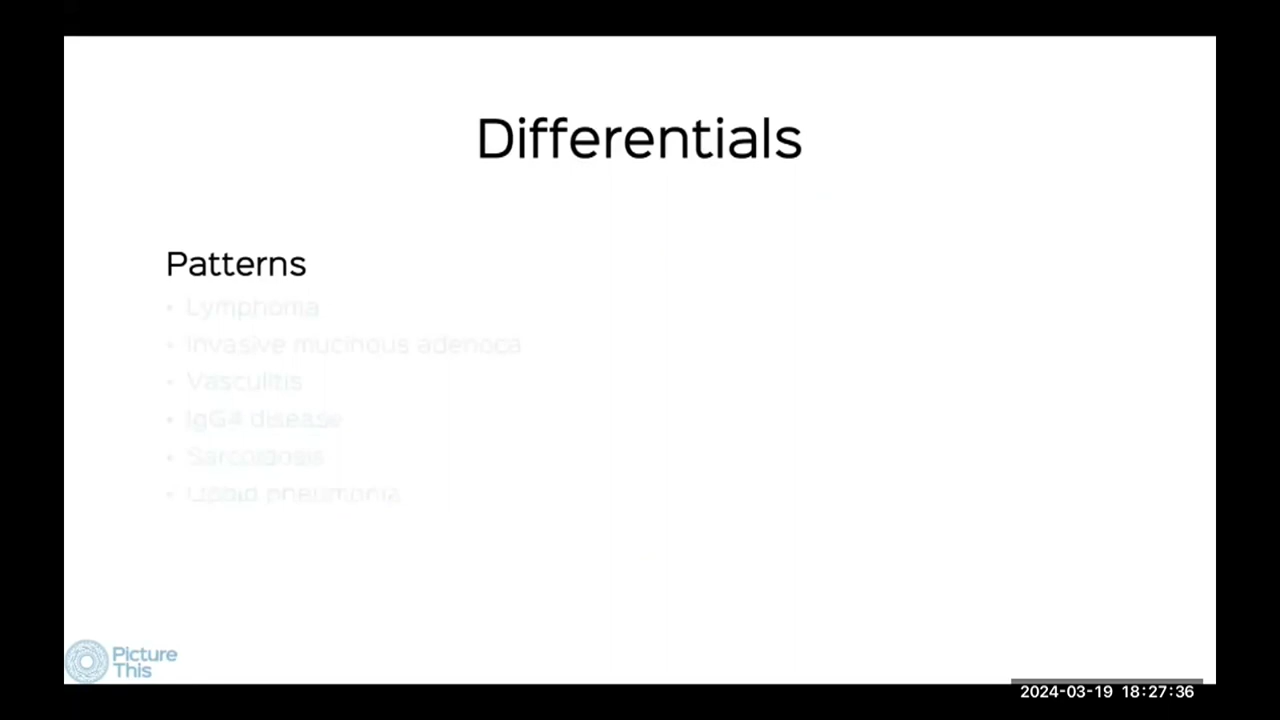 Differentials
Patterns
• Lymphoma
• Invasive mucinous adenoca
• Vasculitis
• IgG4 disease
• Sarcoidosis
• Lipoid pneumonia
Picture
This
2024-03-19 18:27:36